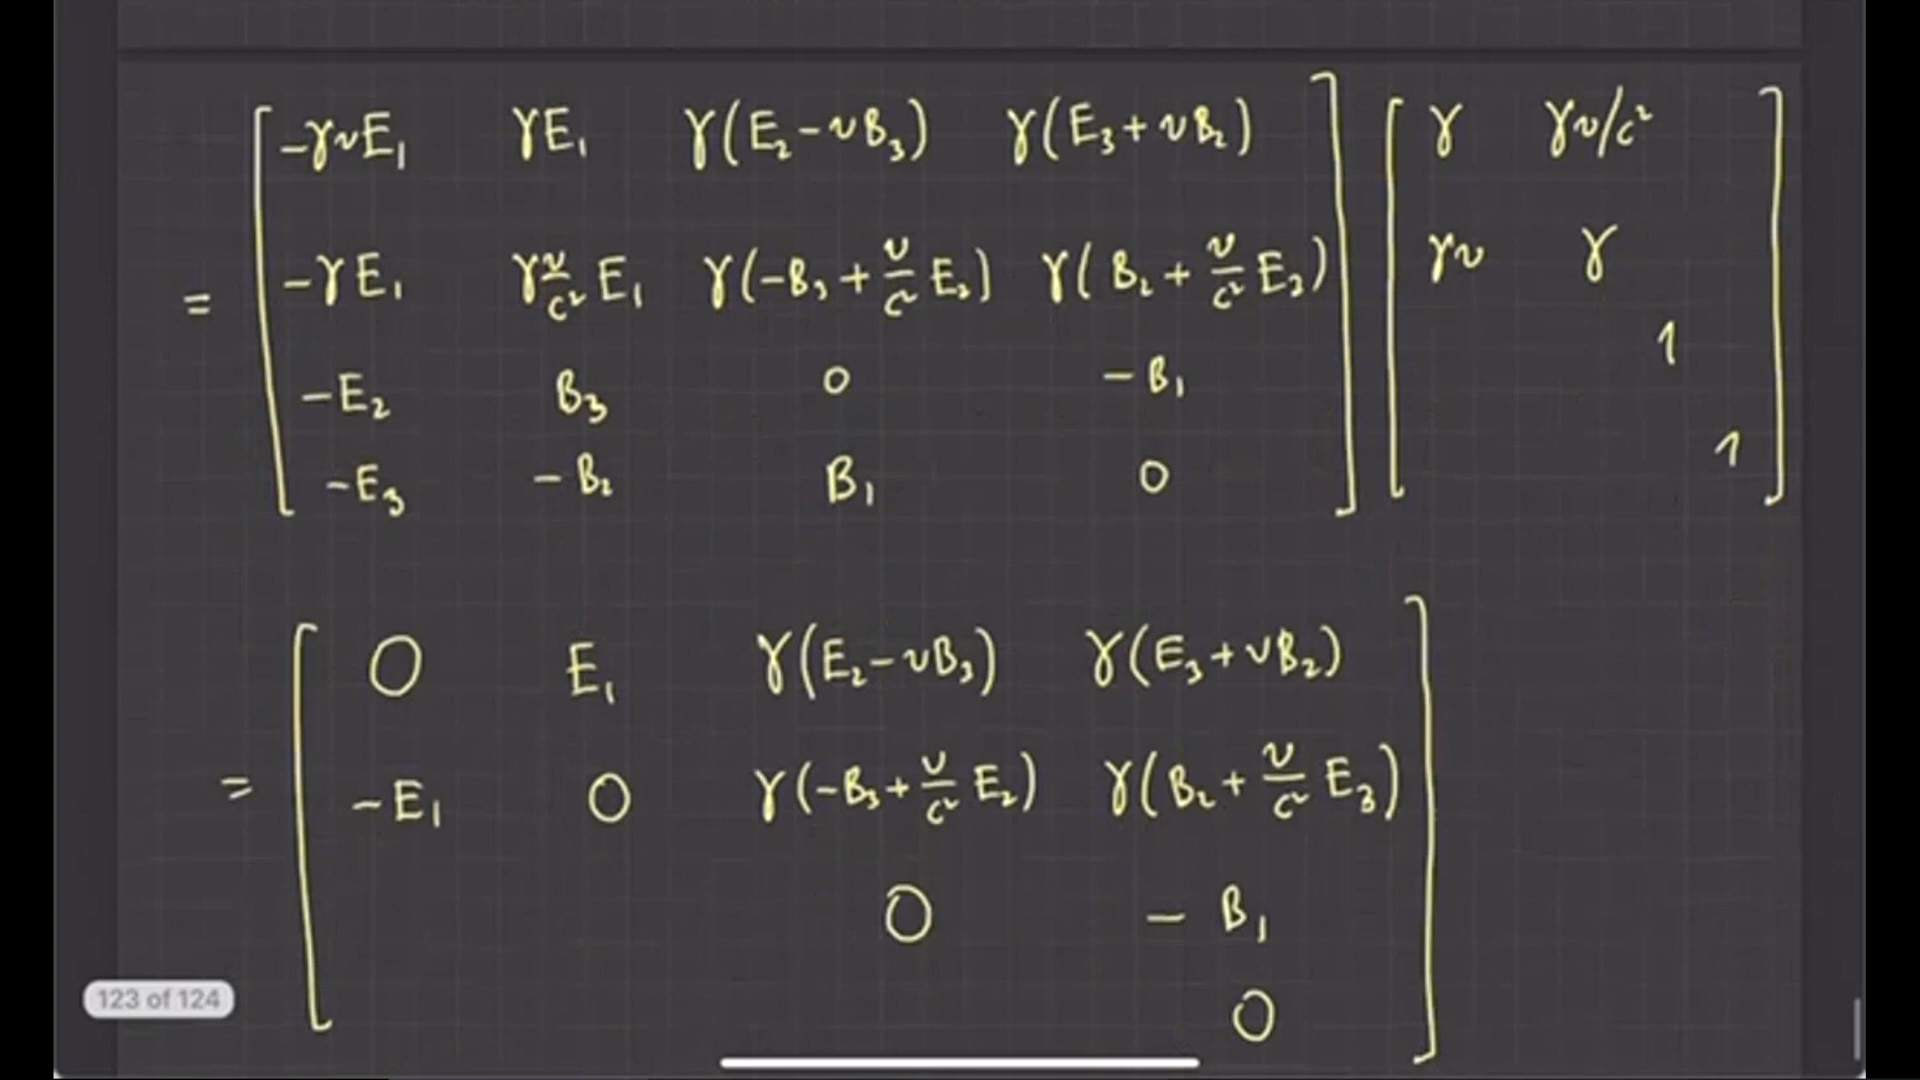 -γvE₁ γE₁ γ(E₂-vB₃) γ(E₃+vB₂) γ γv/c²
= -γE₁ γv/c² E₁ γ(-B₃+v/c² E₂) γ(B₂+v/c² E₃) γv γ
1
-E₂ B₃ 0 -B₁
-E₃ -B₂ B₁ 0 1
0 E₁ γ(E₂-vB₃) γ(E₃+vB₂)
= -E₁ 0 γ(-B₃+v/c² E₂) γ(B₂+v/c² E₃)
0 -B₁
0
123 of 124